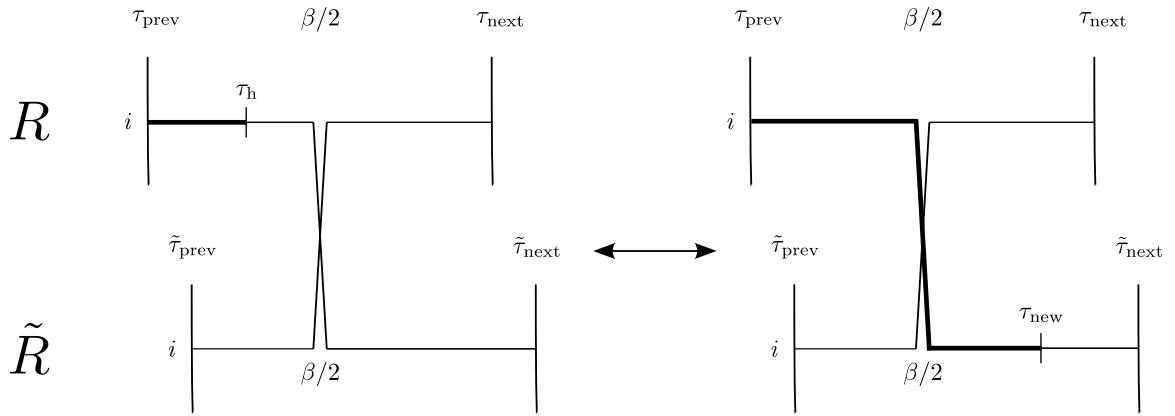 τ_prev β/2 τ_next τ_prev β/2 τ_next
τ_h
R i i
τ̃_prev τ̃_next τ̃_prev τ̃_next
τ_new
R̃ i i
β/2 β/2